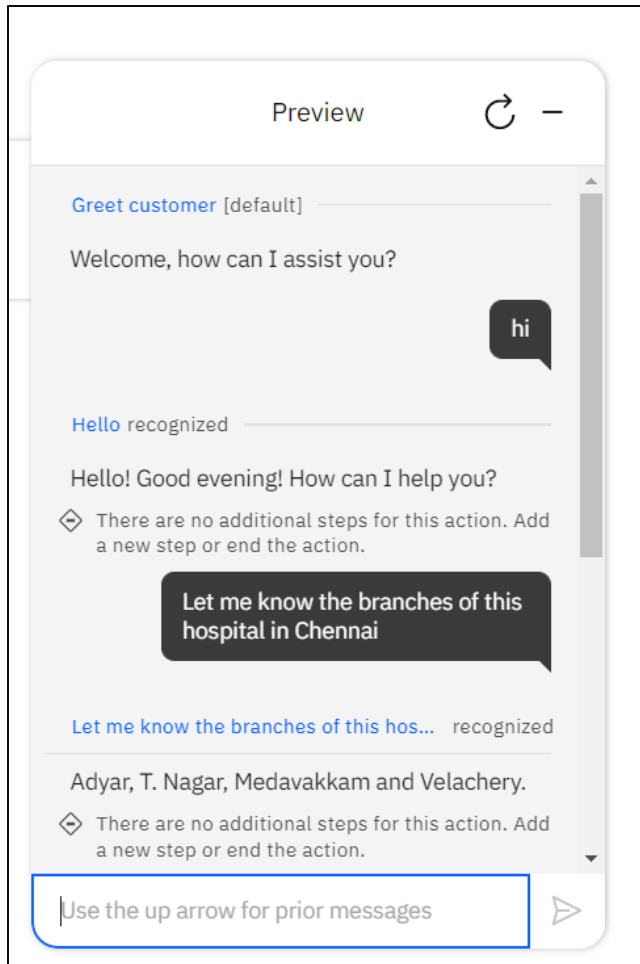 Preview
Greet customer [default]
Welcome, how can I assist you?
hi
Hello recognized
Hello! Good evening! How can I help you?
There are no additional steps for this action. Add
a new step or end the action.
Let me know the branches of this
hospital in Chennai
Let me know the branches of this hos... recognized
Adyar, T. Nagar, Medavakkam and Velachery.
There are no additional steps for this action. Add
a new step or end the action.
Use the up arrow for prior messages